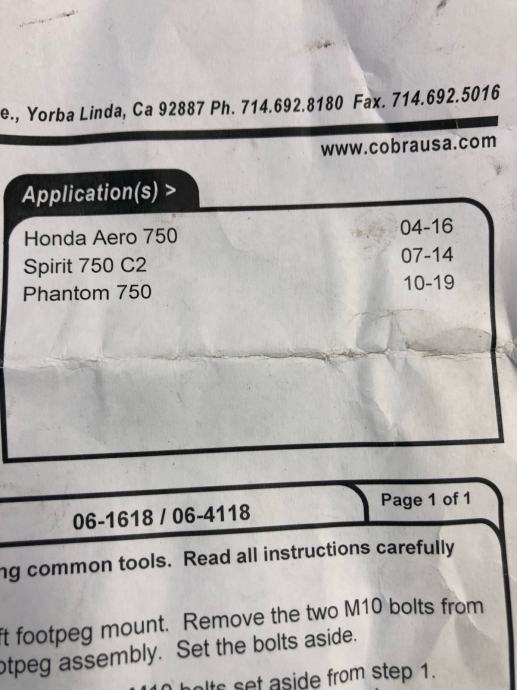 e., Yorba Linda, Ca 92887 Ph. 714.692.8180 Fax. 714.692.5016
www.cobrausa.com
Application(s) >
Honda Aero 750 04-16
Spirit 750 C2 07-14
Phantom 750 10-19
06-1618 / 06-4118 Page 1 of 1
ng common tools. Read all instructions carefully
ft footpeg mount. Remove the two M10 bolts from
otpeg assembly. Set the bolts aside.
M10 bolts set aside from step 1.